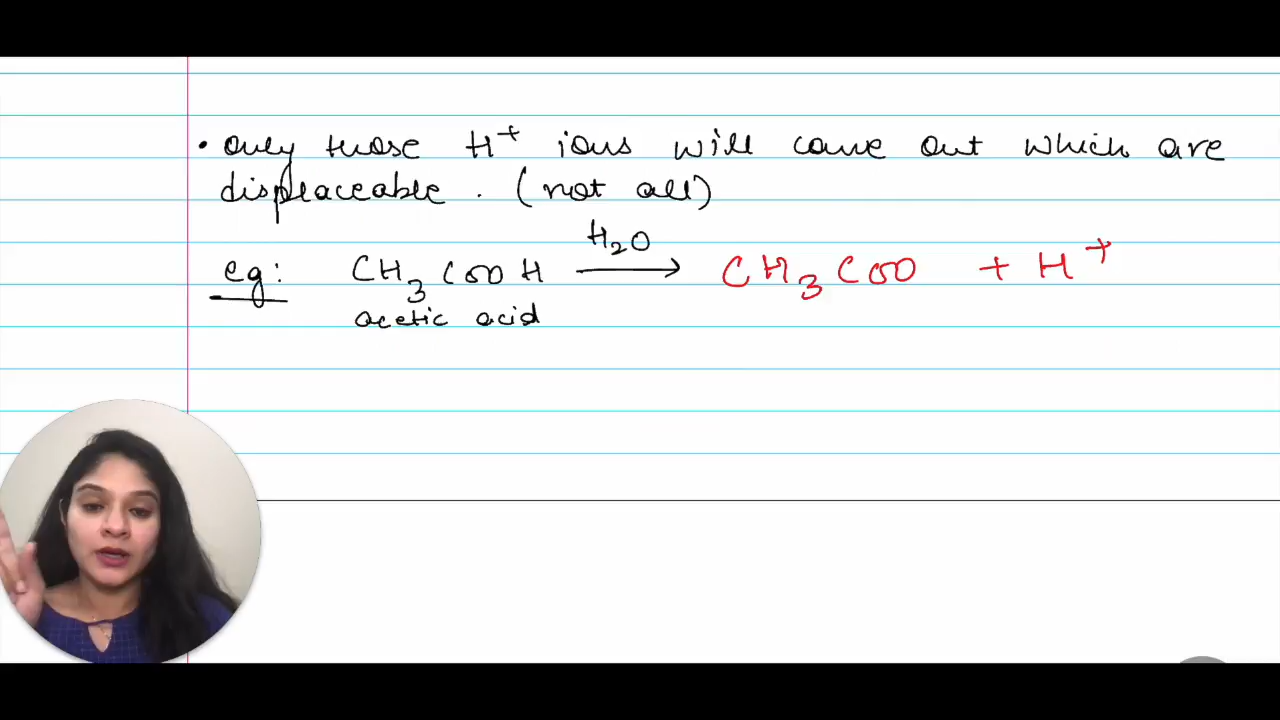 • only those H⁺ ions will come out which are
displaceable. (not all)
eg: CH₃COOH H₂O → CH₃COO + H⁺
acetic acid